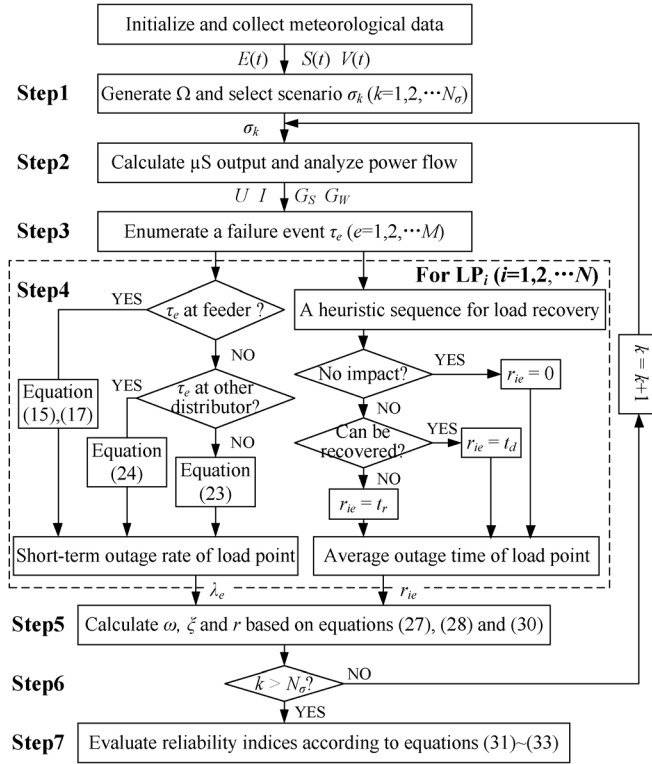 Initialize and collect meteorological data
E(t) S(t) V(t)
Step1
Generate Ω and select scenario σk (k=1,2,⋯Nσ)
σk
Step2
Calculate µS output and analyze power flow
U I GS GW
Step3
Enumerate a failure event τe (e=1,2,⋯M)
For LPi (i=1,2,⋯N)
Step4
YES
τe at feeder ?
NO
A heuristic sequence for load recovery
No impact?
YES
rie = 0
k = k+1
Equation
(15),(17)
YES
τe at other
distributor?
NO
NO
Can be
recovered?
YES
rie = td
Equation
(24)
Equation
(23)
NO
rie = tr
Short-term outage rate of load point
Average outage time of load point
λe
rie
Step5
Calculate ω, ξ and r based on equations (27), (28) and (30)
Step6
k > Nσ?
NO
YES
Step7
Evaluate reliability indices according to equations (31)~(33)